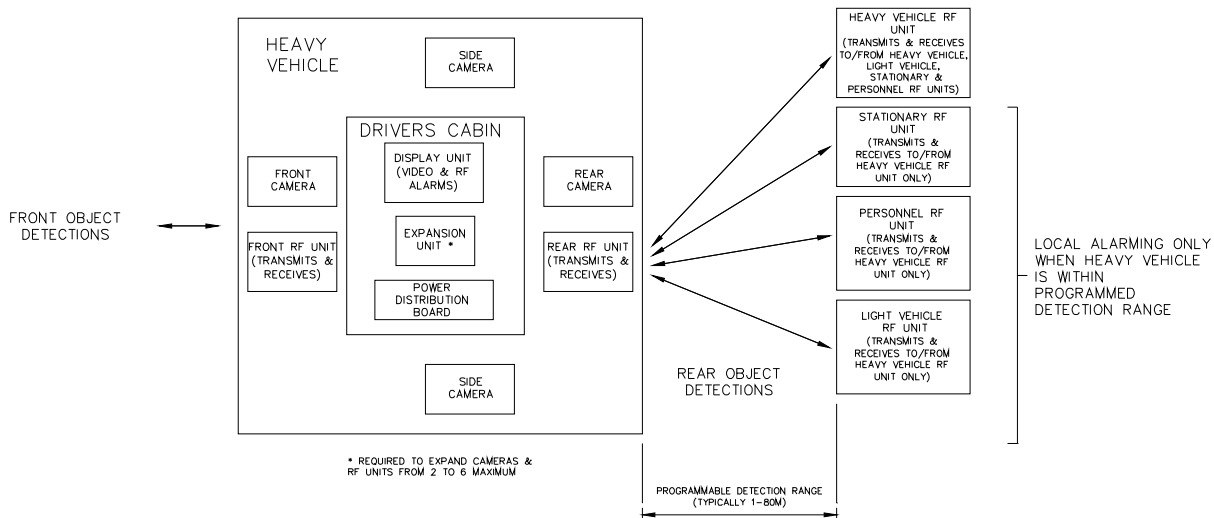 HEAVY
VEHICLE
SIDE
CAMERA
DRIVERS CABIN
DISPLAY UNIT
(VIDEO & RF
ALARMS)
FRONT
CAMERA
REAR
CAMERA
FRONT OBJECT
DETECTIONS
EXPANSION
UNIT *
FRONT RF UNIT
(TRANSMITS &
RECEIVES)
REAR RF UNIT
(TRANSMITS &
RECEIVES)
POWER
DISTRIBUTION
BOARD
SIDE
CAMERA
* REQUIRED TO EXPAND CAMERAS &
RF UNITS FROM 2 TO 6 MAXIMUM
HEAVY VEHICLE RF
UNIT
(TRANSMITS & RECEIVES
TO/FROM HEAVY VEHICLE,
LIGHT VEHICLE,
STATIONARY &
PERSONNEL RF UNITS)
STATIONARY RF
UNIT
(TRANSMITS &
RECEIVES TO/FROM
HEAVY VEHICLE RF
UNIT ONLY)
PERSONNEL RF
UNIT
(TRANSMITS &
RECEIVES TO/FROM
HEAVY VEHICLE RF
UNIT ONLY)
LIGHT VEHICLE
RF UNIT
(TRANSMITS &
RECEIVES TO/FROM
HEAVY VEHICLE RF
UNIT ONLY)
LOCAL ALARMING ONLY
WHEN HEAVY VEHICLE
IS WITHIN
PROGRAMMED
DETECTION RANGE
REAR OBJECT
DETECTIONS
PROGRAMMABLE DETECTION RANGE
(TYPICALLY 1-80M)